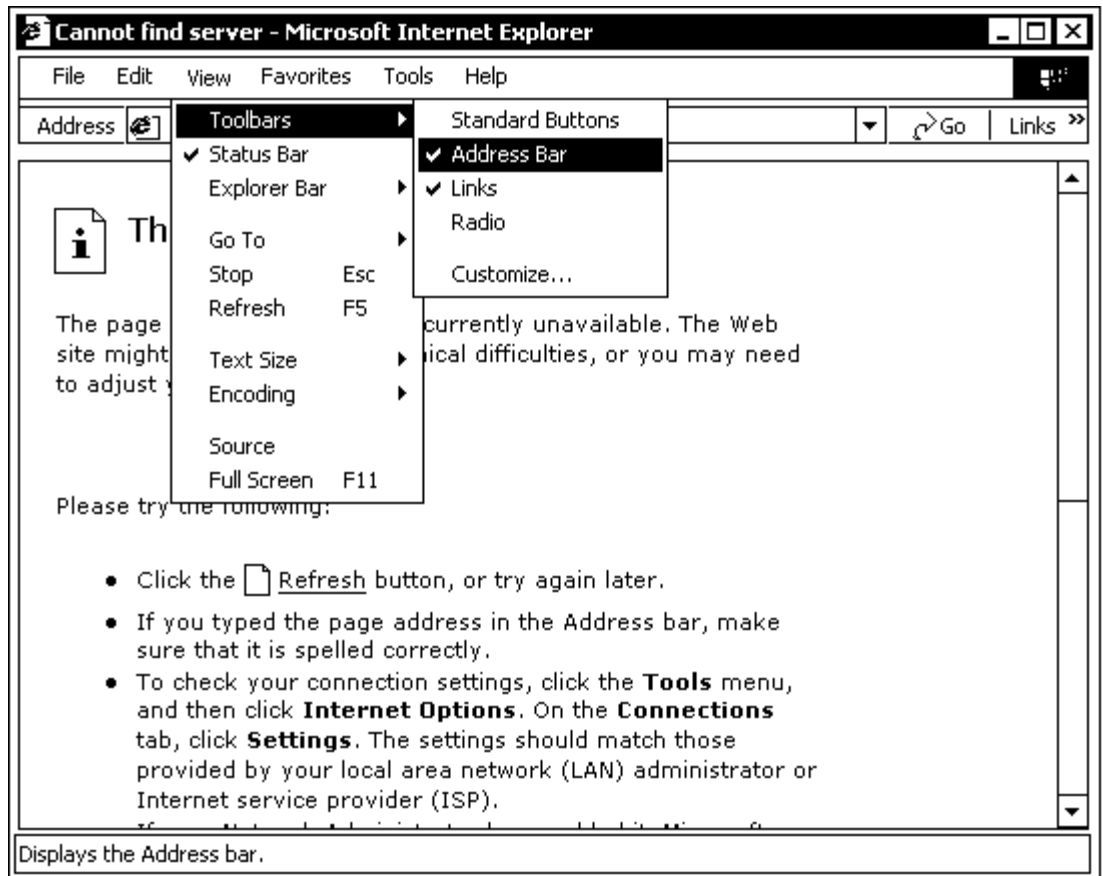 Cannot find server - Microsoft Internet Explorer
File Edit View Favorites Tools Help
Address Go Links »
Toolbars
Status Bar
Explorer Bar
Go To
Stop Esc
Refresh F5
Text Size
Encoding
Source
Full Screen F11
Standard Buttons
Address Bar
Links
Radio
Customize...
Th
The page currently unavailable. The Web
site might ical difficulties, or you may need
to adjust
Please try the following:
• Click the Refresh button, or try again later.
• If you typed the page address in the Address bar, make
sure that it is spelled correctly.
• To check your connection settings, click the Tools menu,
and then click Internet Options. On the Connections
tab, click Settings. The settings should match those
provided by your local area network (LAN) administrator or
Internet service provider (ISP).
Displays the Address bar.